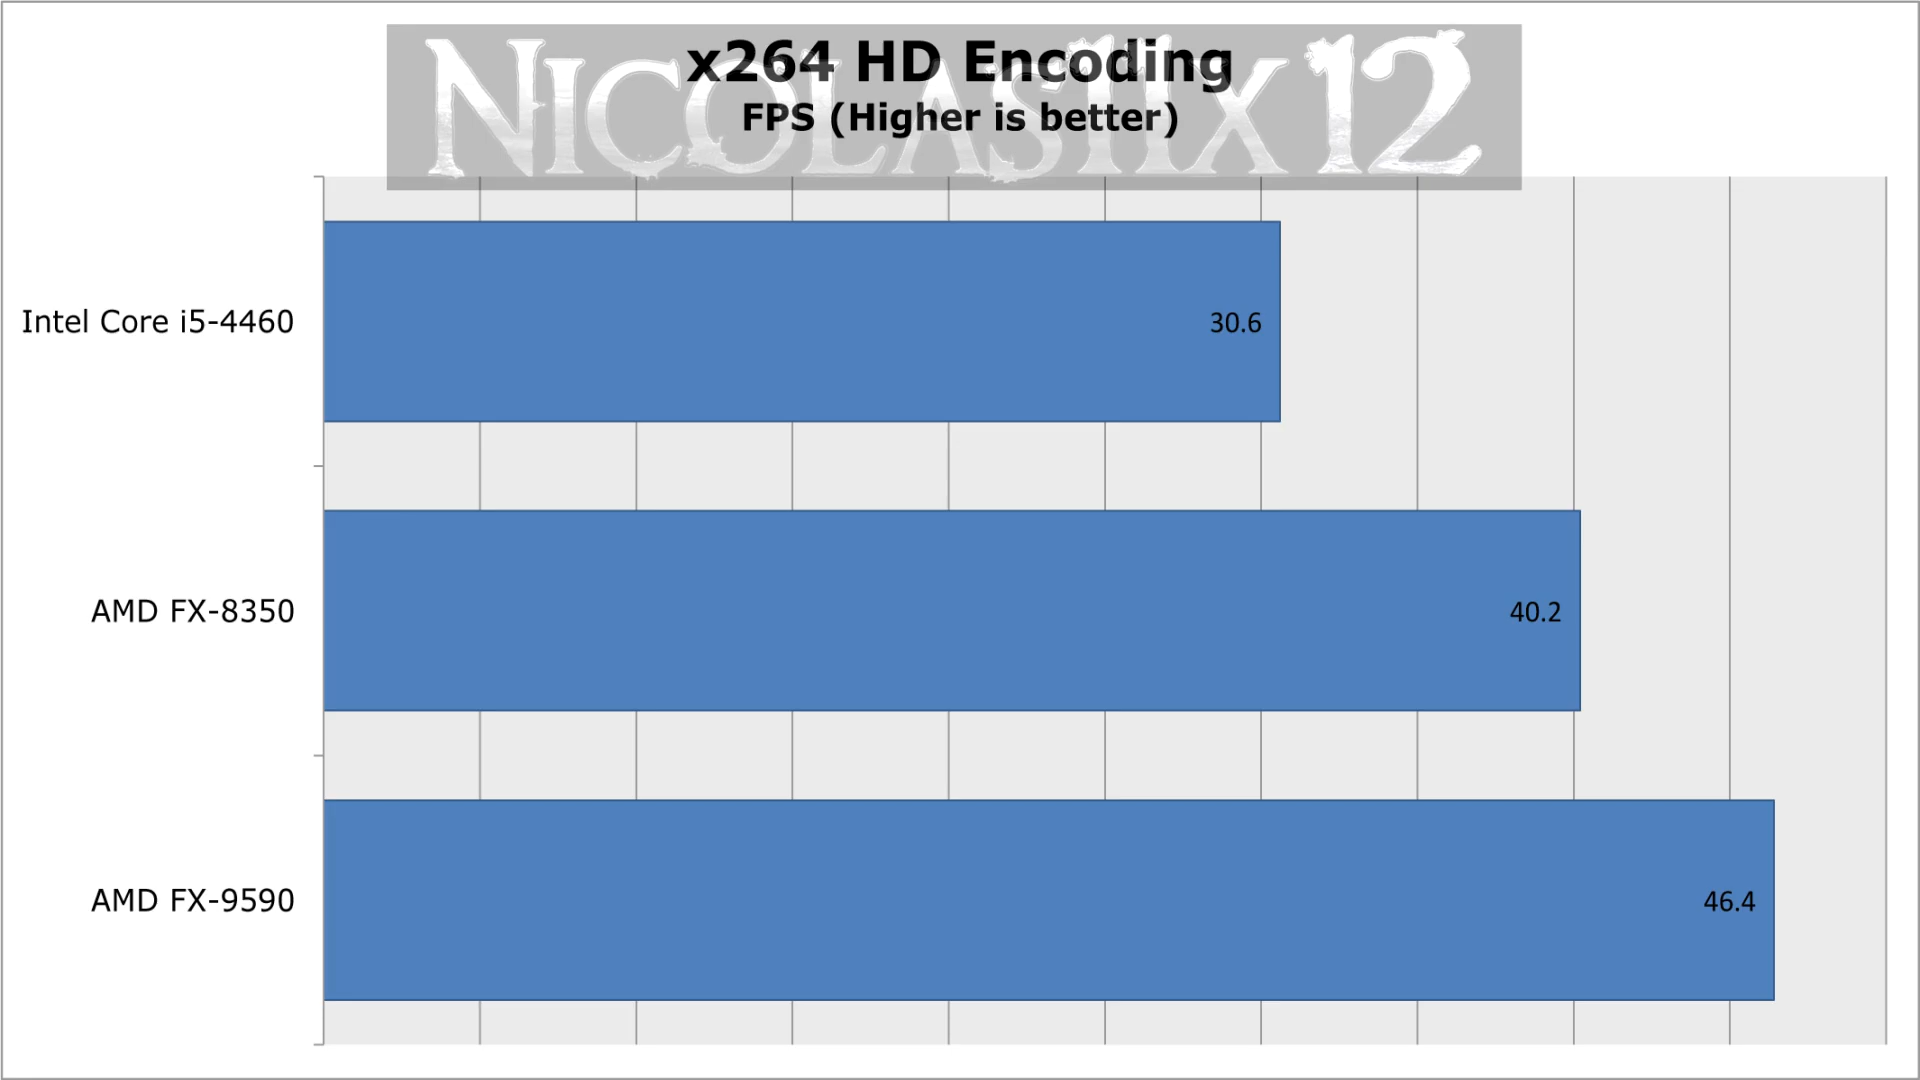 NICOLAS11X12
x264 HD Encoding
FPS (Higher is better)
Intel Core i5-4460
30.6
AMD FX-8350
40.2
AMD FX-9590
46.4